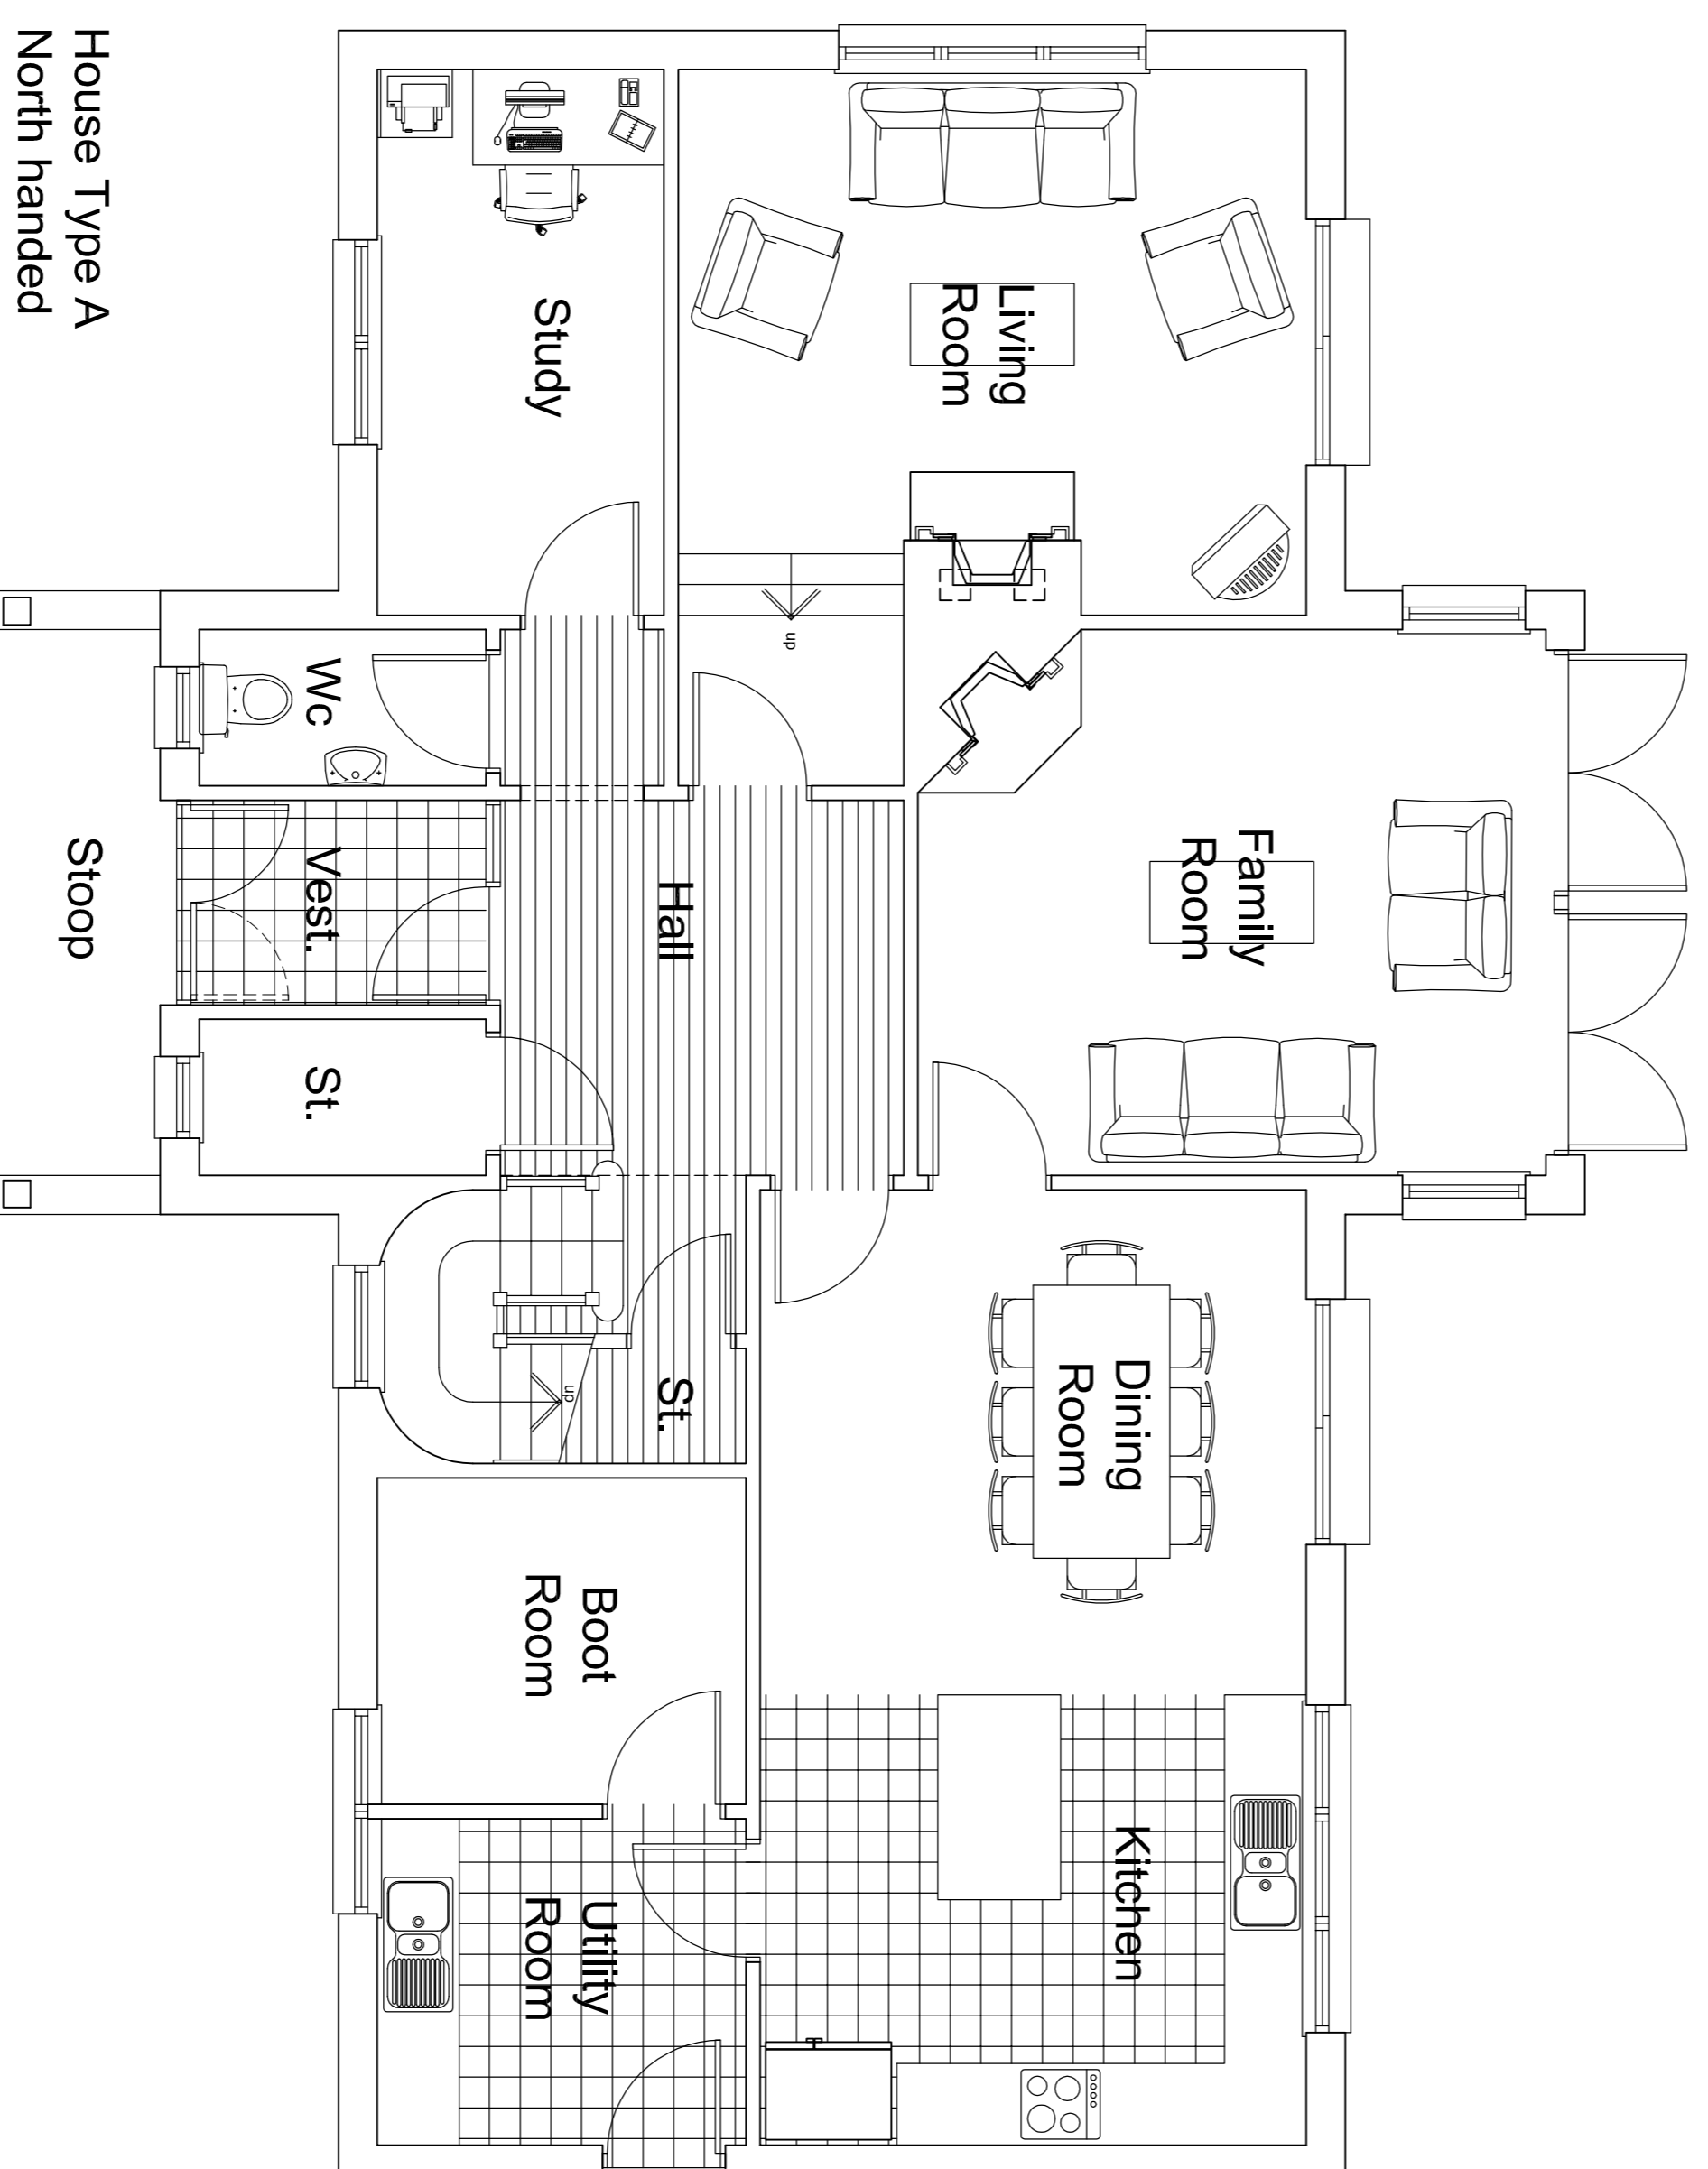 Family
Room
Living
Room
Dining
Room
Kitchen
up
Hall
St.
Study
up
Boot
Room
Utility
Room
Wc
Vest.
St.
Stoop
House Type A
North handed